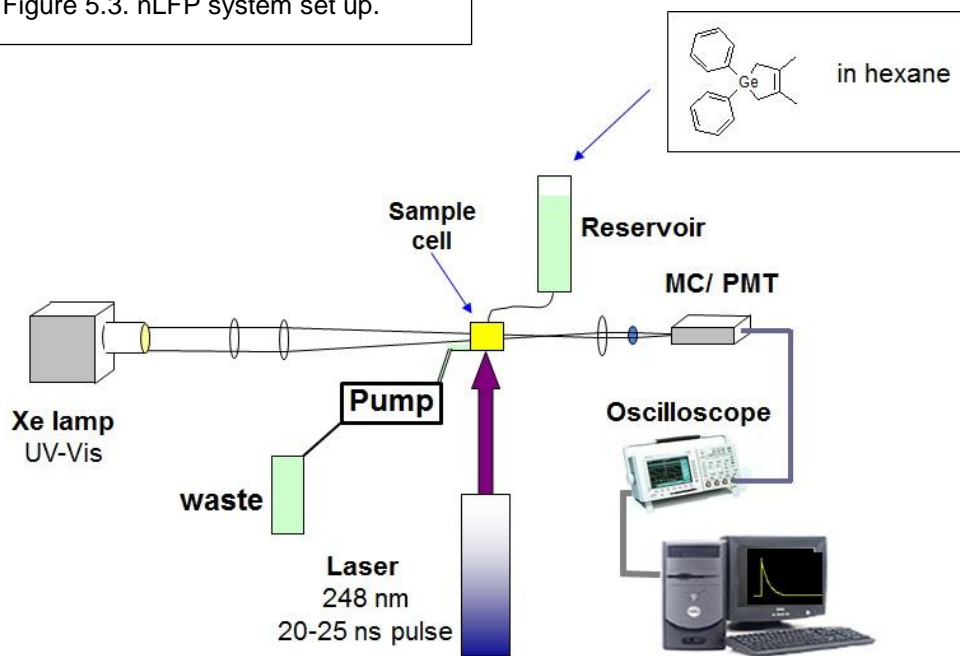 Figure 5.3. nLFP system set up.
Ge
in hexane
Sample
cell
Reservoir
MC/ PMT
Xe lamp
UV-Vis
Pump
Oscilloscope
waste
Laser
248 nm
20-25 ns pulse